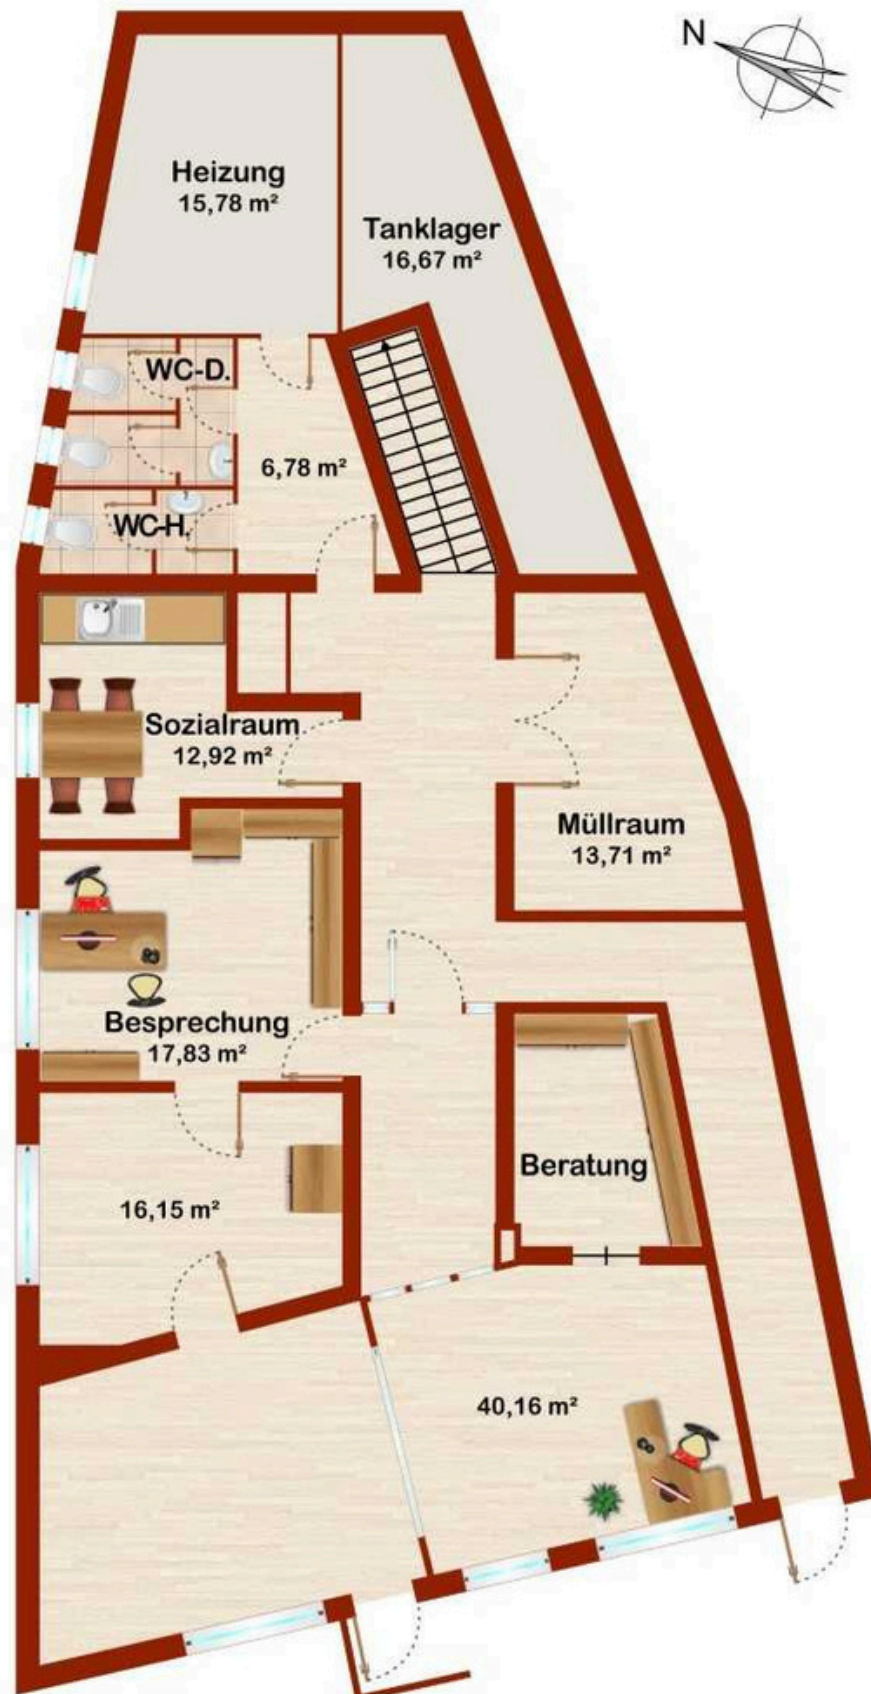 N
Heizung
15,78 m²
Tanklager
16,67 m²
WC-D.
6,78 m²
WC-H.
Sozialraum
12,92 m²
Müllraum
13,71 m²
Besprechung
17,83 m²
Beratung
16,15 m²
40,16 m²